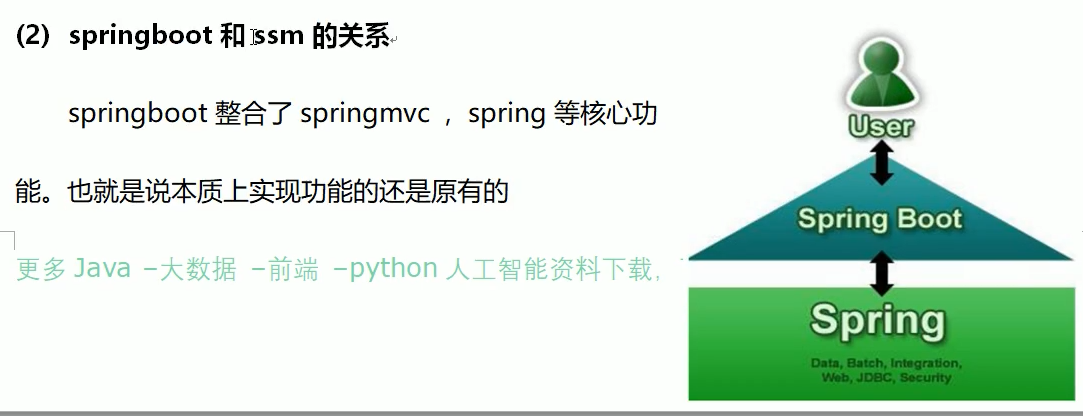 (2) springboot 和 ssm 的关系
springboot 整合了 springmvc ，spring 等核心功
能。也就是说本质上实现功能的还是原有的
更多 Java –大数据 –前端 –python 人工智能资料下载，
User
Spring Boot
Spring
Data, Batch, Integration,
Web, JDBC, Security